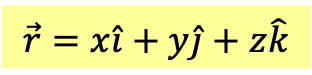 r⃗ = xî + yĵ + zk̂